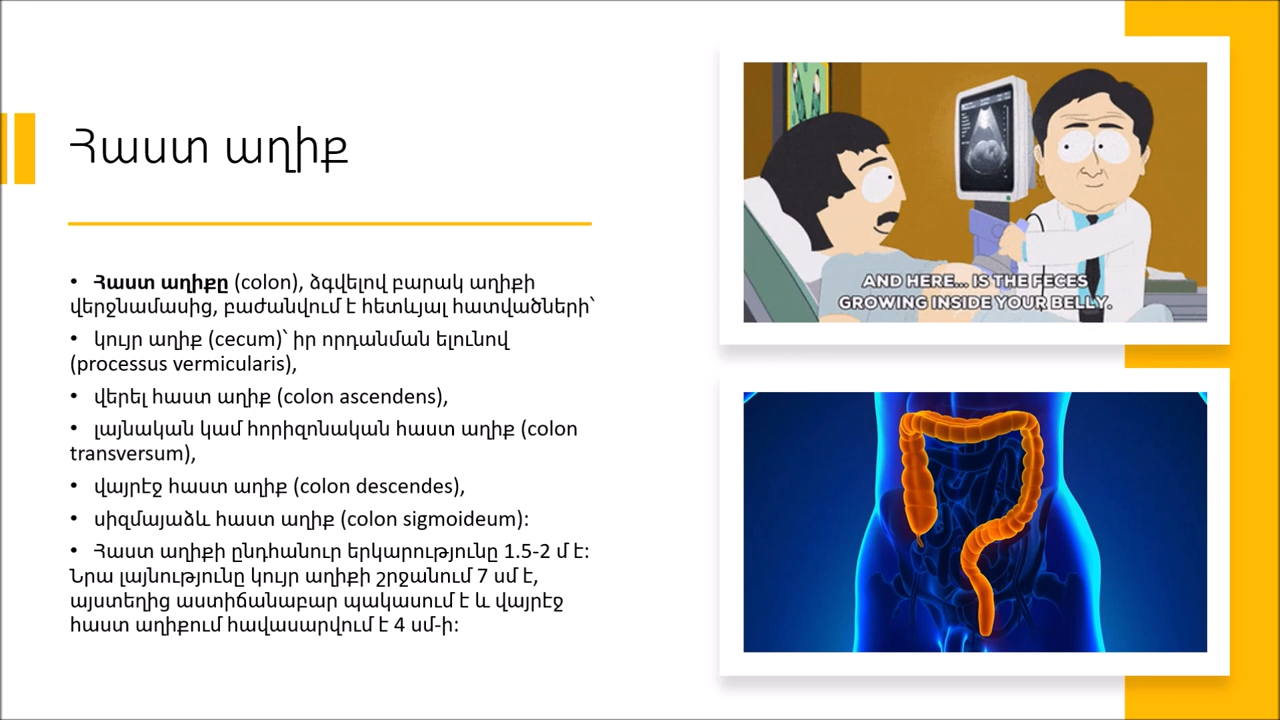 Հաստ աղիք
• Հաստ աղիքը (colon), ձգվելով բարակ աղիքի
վերջնամասից, բաժանվում է հետևյալ հատվածների՝
• կույր աղիք (cecum)՝ իր որդանման ելունով
(processus vermicularis),
• վերել հաստ աղիք (colon ascendens),
• լայնական կամ հորիզոնական հաստ աղիք (colon
transversum),
• վայրէջ հաստ աղիք (colon descendes),
• սիգմայաձև հաստ աղիք (colon sigmoideum):
• Հաստ աղիքի ընդհանուր երկարությունը 1.5-2 մ է:
Նրա լայնությունը կույր աղիքի շրջանում 7 սմ է,
այստեղից աստիճանաբար պակասում է և վայրէջ
հաստ աղիքում հավասարվում է 4 սմ-ի:
AND HERE... IS THE FECES
GROWING INSIDE YOUR BELLY.